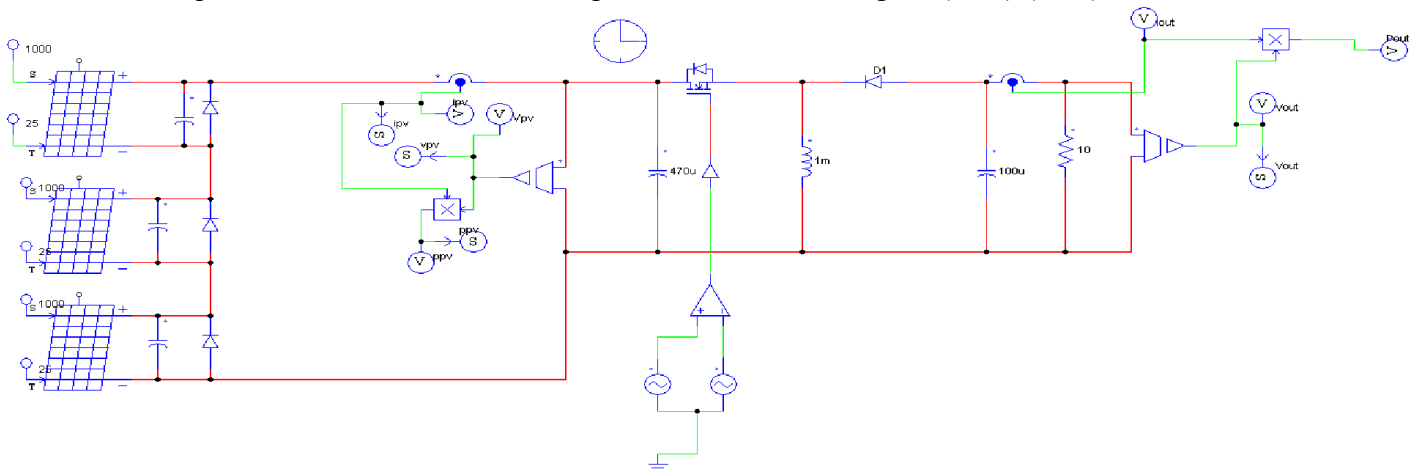 V Iout
1000
S
+
25
T
−
S 1000
+
25
T
−
S 1000
+
25
T
−
ipv
V
S ipv
V Vpv
S vpv
X
ppv
S
V ppv
470u
1m
D1
100u
10
X
Pout
V
V Vout
Vout
S
+
−